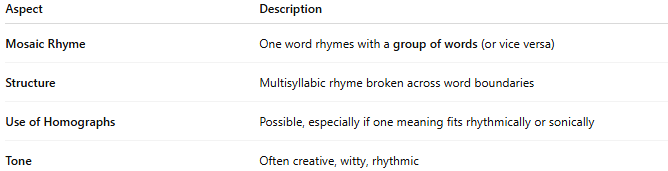 Aspect Description
Mosaic Rhyme One word rhymes with a group of words (or vice versa)
Structure Multisyllabic rhyme broken across word boundaries
Use of Homographs Possible, especially if one meaning fits rhythmically or sonically
Tone Often creative, witty, rhythmic